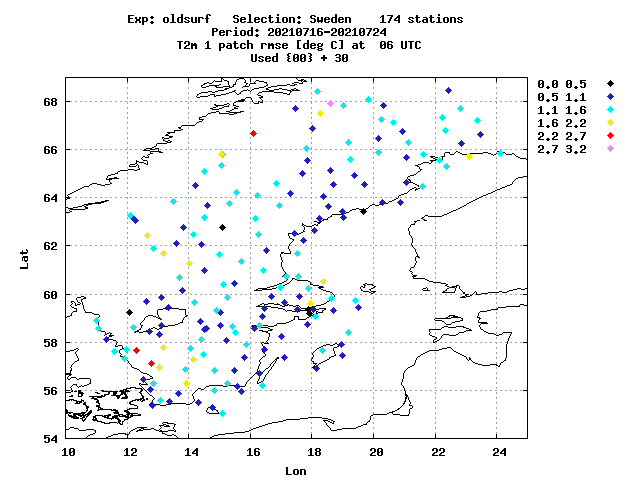 Exp: oldsurf   Selection: Sweden    174 stations
Period: 20210716-20210724
T2m 1 patch rmse [deg C] at  06 UTC
Used {00} + 30
0.0 0.5
0.5 1.1
1.1 1.6
1.6 2.2
2.2 2.7
2.7 3.2
68
66
64
62
60
58
56
54
Lat
10 12 14 16 18 20 22 24
Lon